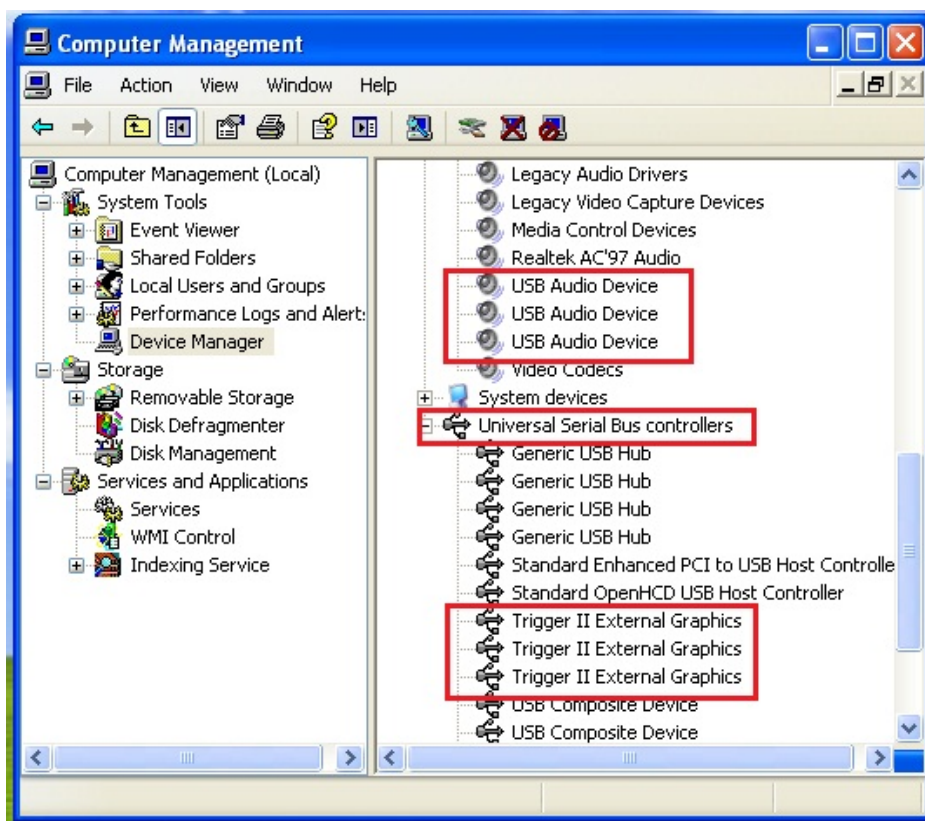 Computer Management
File Action View Window Help
Computer Management (Local)
System Tools
Event Viewer
Shared Folders
Local Users and Groups
Performance Logs and Alert:
Device Manager
Storage
Removable Storage
Disk Defragmenter
Disk Management
Services and Applications
Services
WMI Control
Indexing Service
Legacy Audio Drivers
Legacy Video Capture Devices
Media Control Devices
Realtek AC'97 Audio
USB Audio Device
USB Audio Device
USB Audio Device
Video Codecs
System devices
Universal Serial Bus controllers
Generic USB Hub
Generic USB Hub
Generic USB Hub
Generic USB Hub
Standard Enhanced PCI to USB Host Controlle
Standard OpenHCD USB Host Controller
Trigger II External Graphics
Trigger II External Graphics
Trigger II External Graphics
USB Composite Device
USB Composite Device